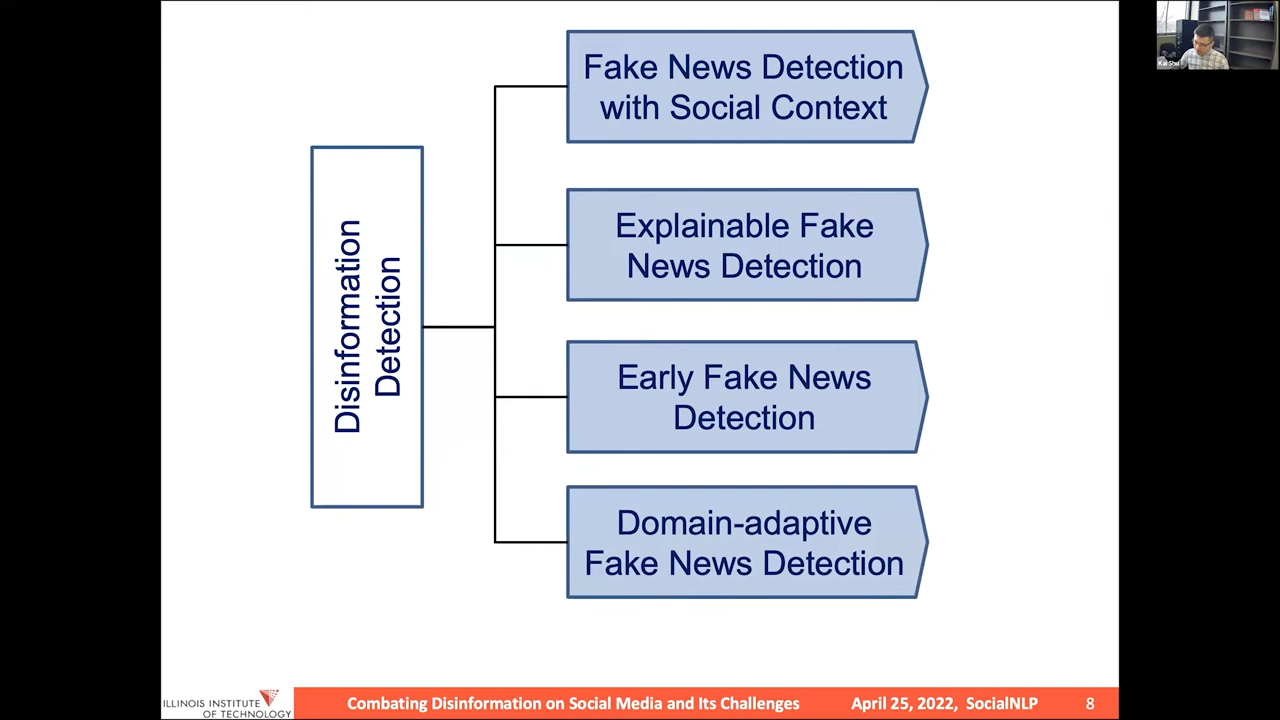 Fake News Detection
with Social Context
Explainable Fake
News Detection
Disinformation
Detection
Early Fake News
Detection
Domain-adaptive
Fake News Detection
ILLINOIS INSTITUTE
OF TECHNOLOGY
Combating Disinformation on Social Media and Its Challenges
April 25, 2022, SocialNLP
8
Kai Shu